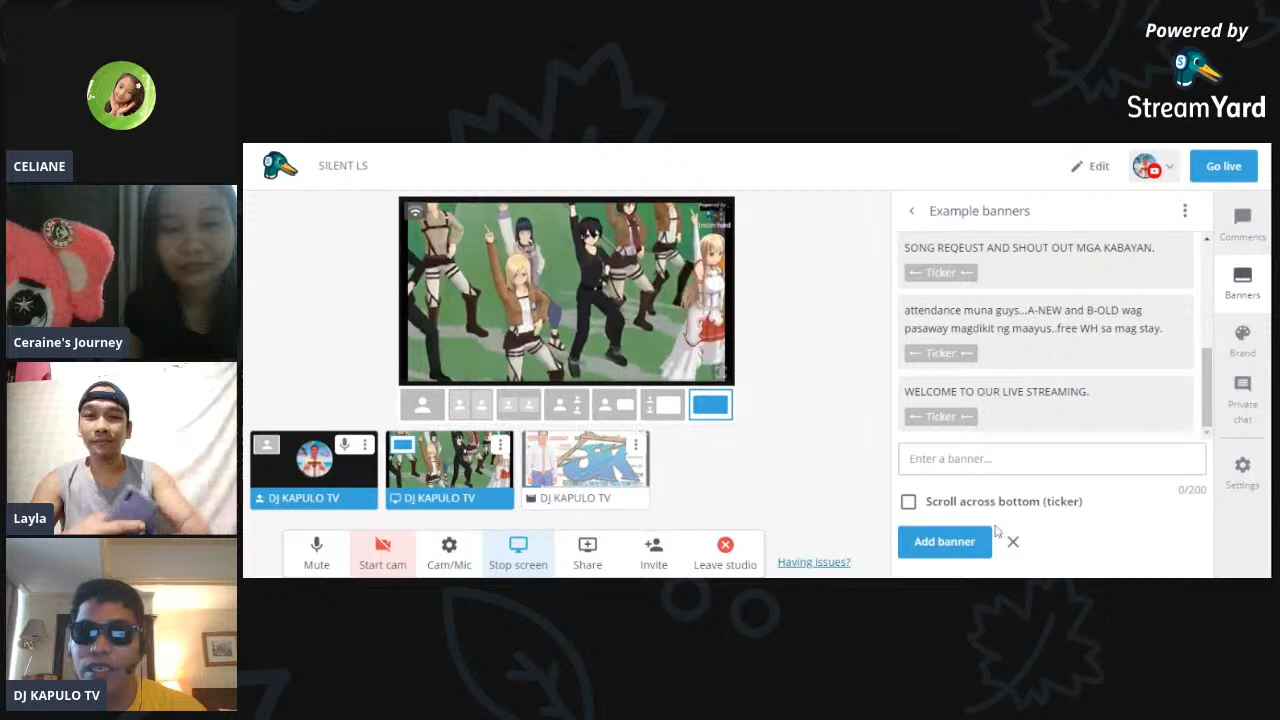 Powered by
StreamYard
CELIANE
Ceraine's Journey
Layla
DJ KAPULO TV
SILENT LS
Edit
Go live
Powered by
StreamYard
DJ KAPULO TV
DJ KAPULO TV
DJ KAPULO TV
Mute
Start cam
Cam/Mic
Stop screen
Share
Invite
Leave studio
Having issues?
Example banners
SONG REQEUST AND SHOUT OUT MGA KABAYAN.
← Ticker ←
attendance muna guys...A-NEW and B-OLD wag
pasaway magdikit ng maayus..free WH sa mag stay.
← Ticker ←
WELCOME TO OUR LIVE STREAMING.
← Ticker ←
Enter a banner...
0/200
Scroll across bottom (ticker)
Add banner
Comments
Banners
Brand
Private
chat
Settings